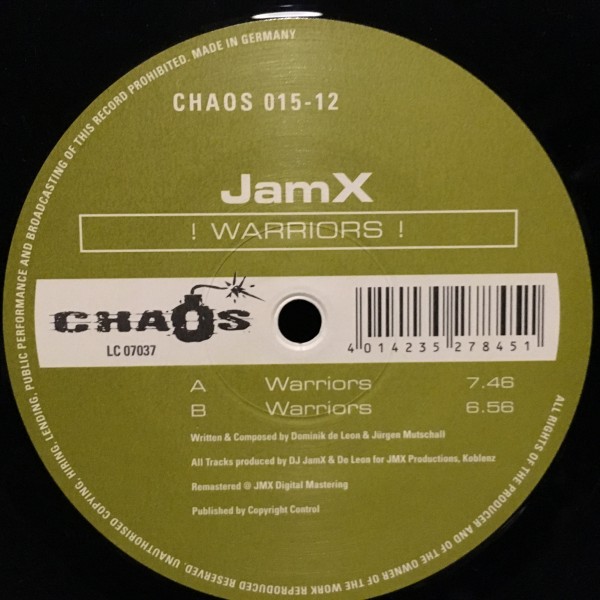 ALL RIGHTS OF THE PRODUCER AND OF THE OWNER OF THE WORK REPRODUCED RESERVED. UNAUTHORISED COPYING, HIRING, LENDING, PUBLIC PERFORMANCE AND BROADCASTING OF THIS RECORD PROHIBITED. MADE IN GERMANY
CHAOS 015-12
JamX
! WARRIORS !
CHAOS
LC 07037
4 014235 278451
A Warriors 7.46
B Warriors 6.56
Written & Composed by Dominik de Leon & Jürgen Mutschall
All Tracks produced by DJ JamX & De Leon for JMX Productions, Koblenz
Remastered @ JMX Digital Mastering
Published by Copyright Control